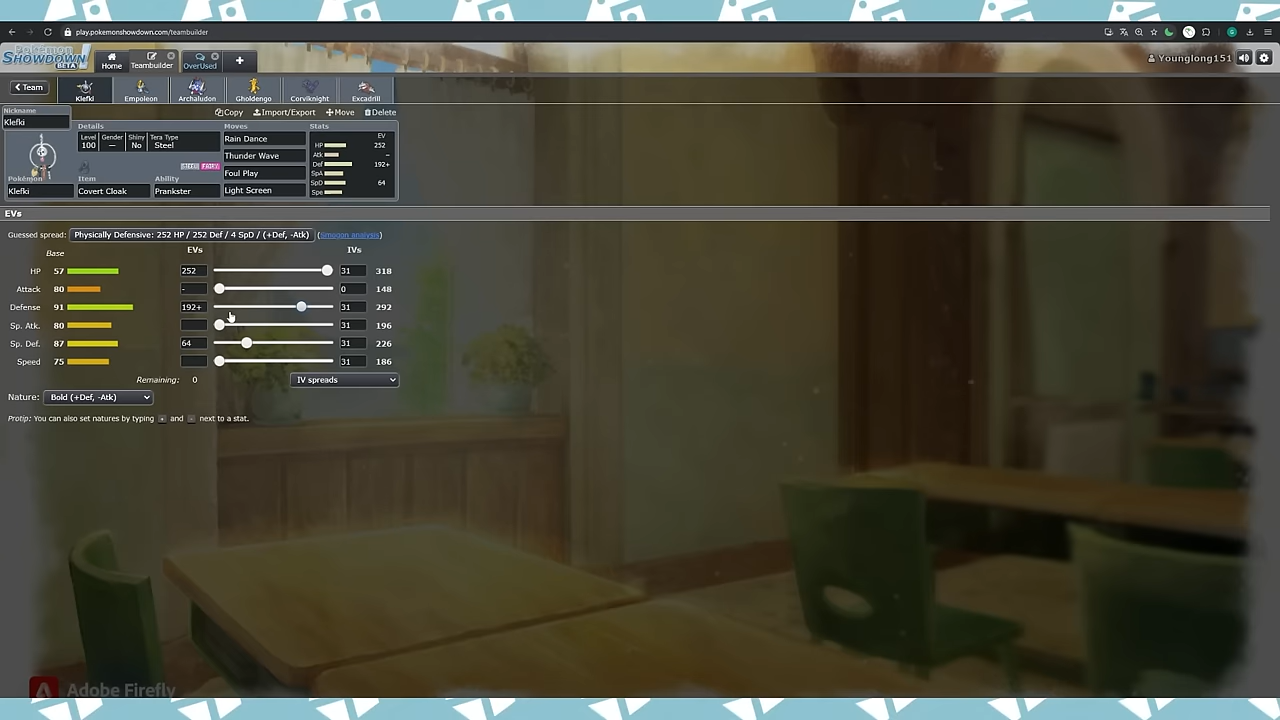 play.pokemonshowdown.com/teambuilder
Pokémon
SHOWDOWN!
BETA
Home
Teambuilder
OverUsed
Younglong151
Team
Klefki
Empoleon
Archaludon
Gholdengo
Corviknight
Excadrill
Copy
Import/Export
Move
Delete
Nickname
Klefki
Details
Level Gender Shiny Tera Type
100 — No Steel
STEEL FAIRY
Pokémon
Klefki
Item
Covert Cloak
Ability
Prankster
Moves
Rain Dance
Thunder Wave
Foul Play
Light Screen
Stats
EV
HP 252
Atk –
Def 192+
SpA
SpD 64
Spe
EVs
Guessed spread: Physically Defensive: 252 HP / 252 Def / 4 SpD / (+Def, -Atk) (Smogon analysis)
Base EVs IVs
HP 57 252 31 318
Attack 80 - 0 148
Defense 91 192+ 31 292
Sp. Atk. 80 31 196
Sp. Def. 87 64 31 226
Speed 75 31 186
Remaining: 0 IV spreads
Nature: Bold (+Def, -Atk)
Protip: You can also set natures by typing + and - next to a stat.
Adobe Firefly